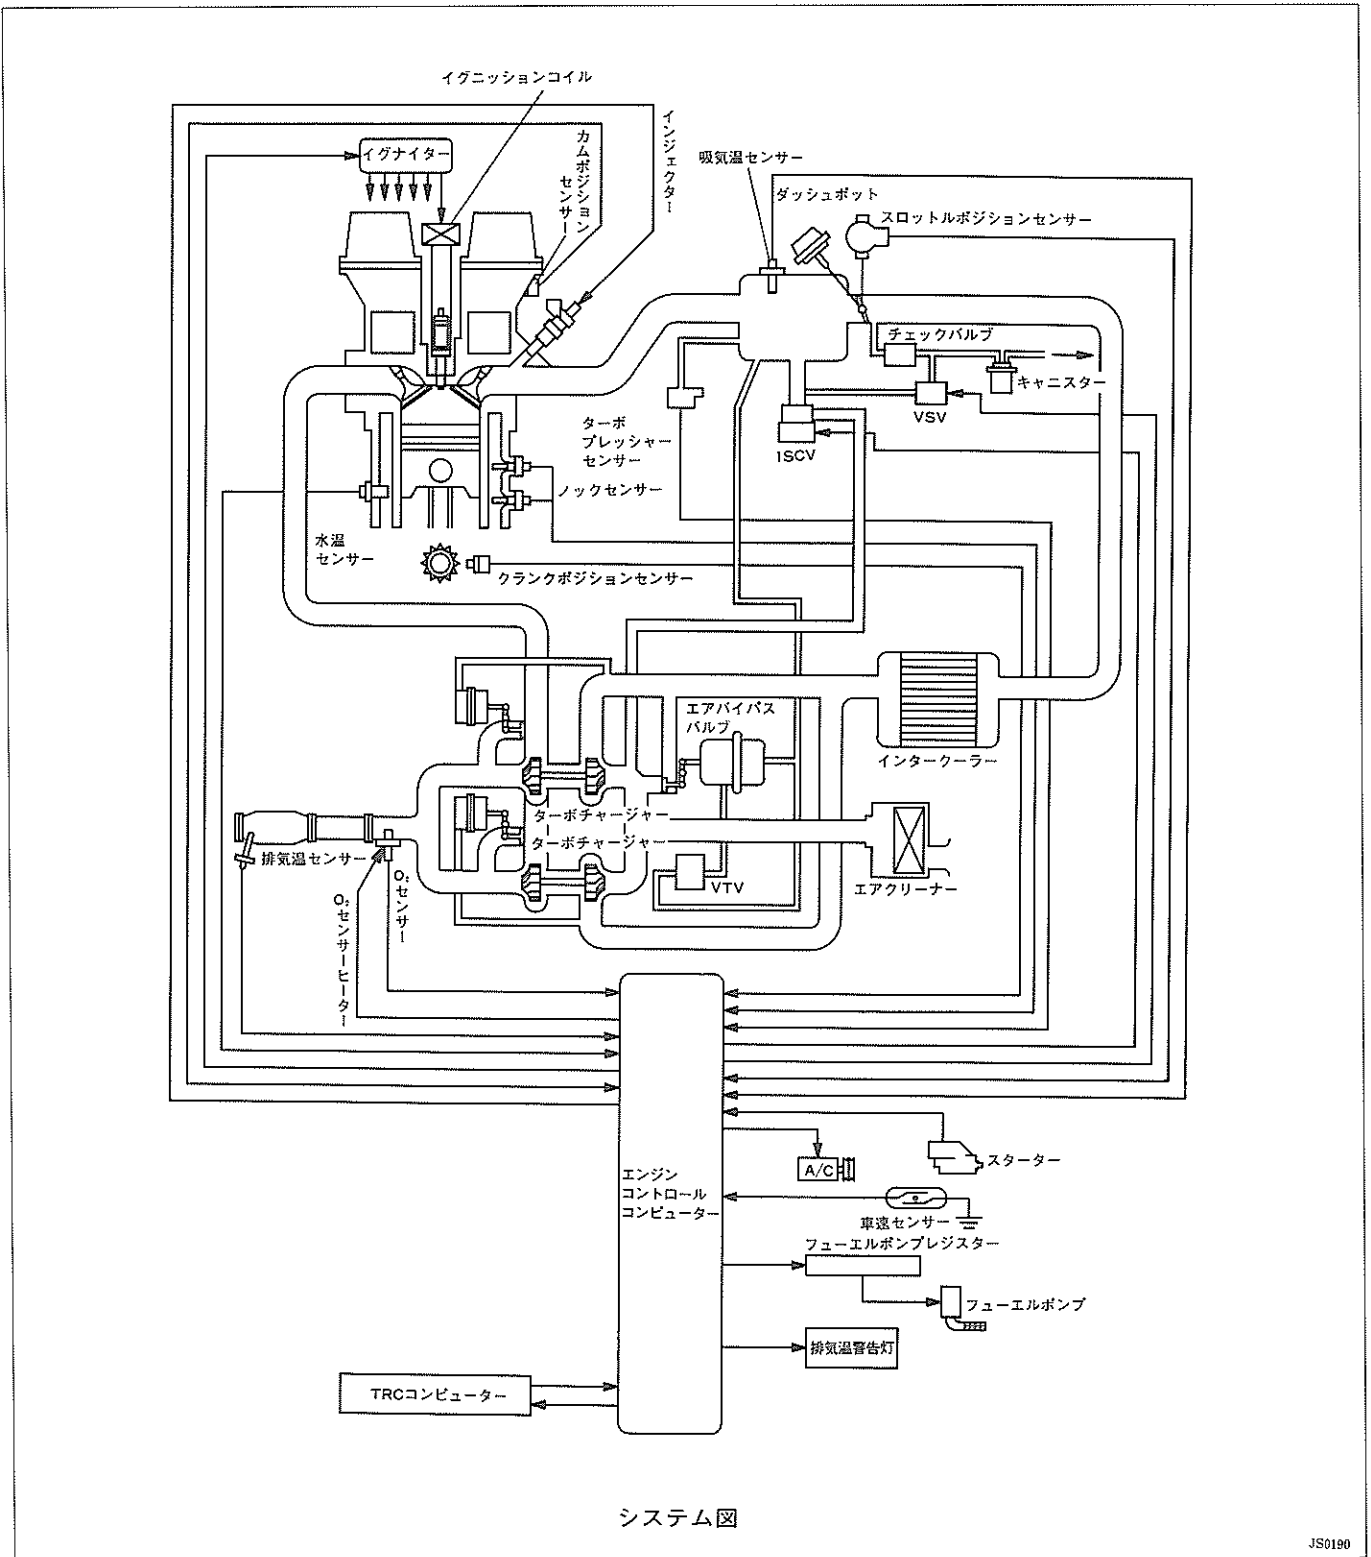 イグニッションコイル
イグナイター
カムポジション
センサー
インジェクター
吸気温センサー
ダッシュポット
スロットルポジションセンサー
チェックバルブ
キャニスター
VSV
ISCV
ターボ
プレッシャー
センサー
ノックセンサー
水温
センサー
クランクポジションセンサー
エアバイパス
バルブ
インタークーラー
ターボチャージャー
ターボチャージャー
排気温センサー
O₂センサー
O₂センサーヒーター
VTV
エアクリーナー
エンジン
コントロール
コンピューター
A/C
スターター
車速センサー
フューエルポンプレジスター
フューエルポンプ
排気温警告灯
TRCコンピューター
システム図
JS0190